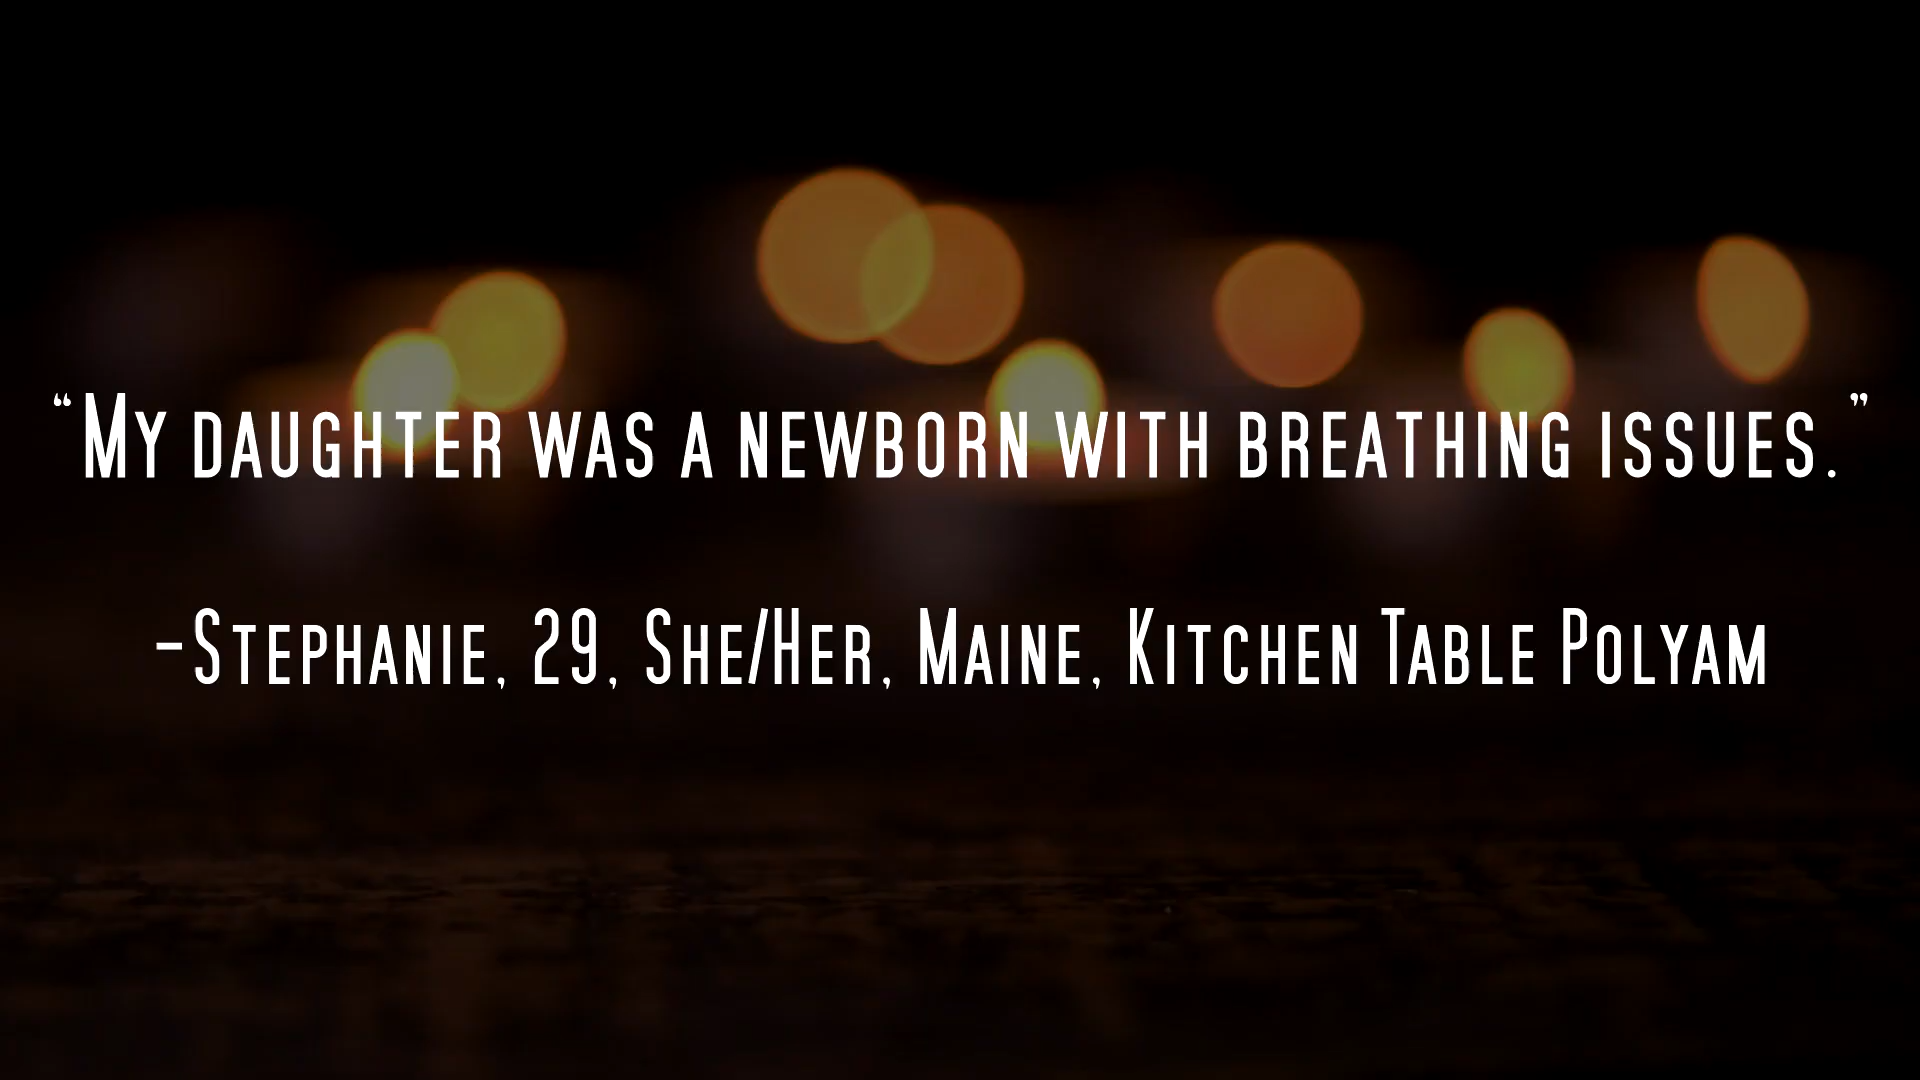 “My daughter was a newborn with breathing issues.”
-Stephanie, 29, She/Her, Maine, Kitchen Table Polyam